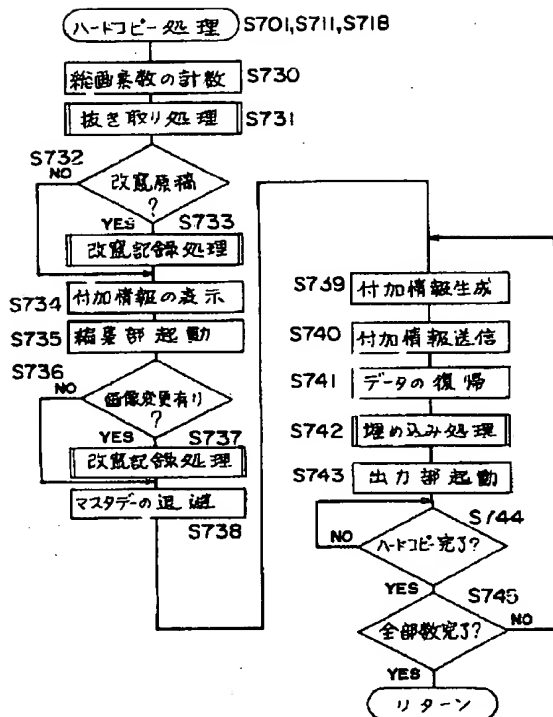 ハードコピー処理 S701,S711,S718
総画素数の計数 S730
抜き取り処理 S731
S732
NO 改竄原稿
?
YES S733
改竄記録処理
S734 付加情報の表示
S735 編集部起動
S736
NO 画像変更有り
?
YES S737
改竄記録処理
マスタデーの退避
S738
S739 付加情報生成
S740 付加情報送信
S741 データの復帰
S742 埋め込み処理
S743 出力部起動
S744
NO ハードコピー完了?
YES S745
全部数完了? NO
YES
リターン